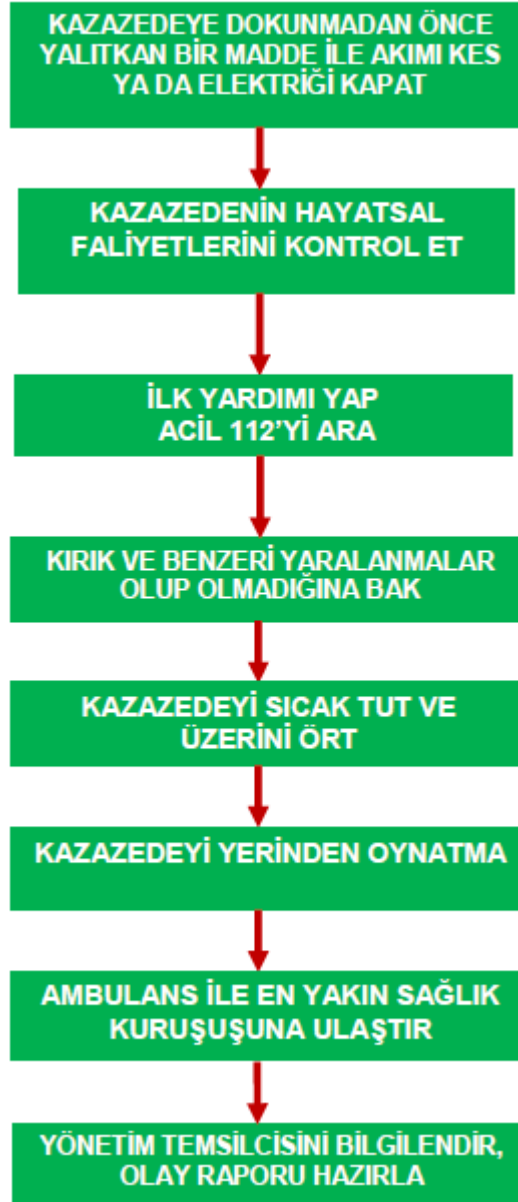 KAZAZEDEYE DOKUNMADAN ÖNCE
YALITKAN BİR MADDE İLE AKIMI KES
YA DA ELEKTRİĞİ KAPAT
KAZAZEDENİN HAYATSAL
FALİYETLERİNİ KONTROL ET
İLK YARDIMI YAP
ACİL 112’Yİ ARA
KIRIK VE BENZERİ YARALANMALAR
OLUP OLMADIĞINA BAK
KAZAZEDEYİ SICAK TUT VE
ÜZERİNİ ÖRT
KAZAZEDEYİ YERİNDEN OYNATMA
AMBULANS İLE EN YAKIN SAĞLIK
KURUŞUŞUNA ULAŞTIR
YÖNETİM TEMSİLCİSİNİ BİLGİLENDİR,
OLAY RAPORU HAZIRLA